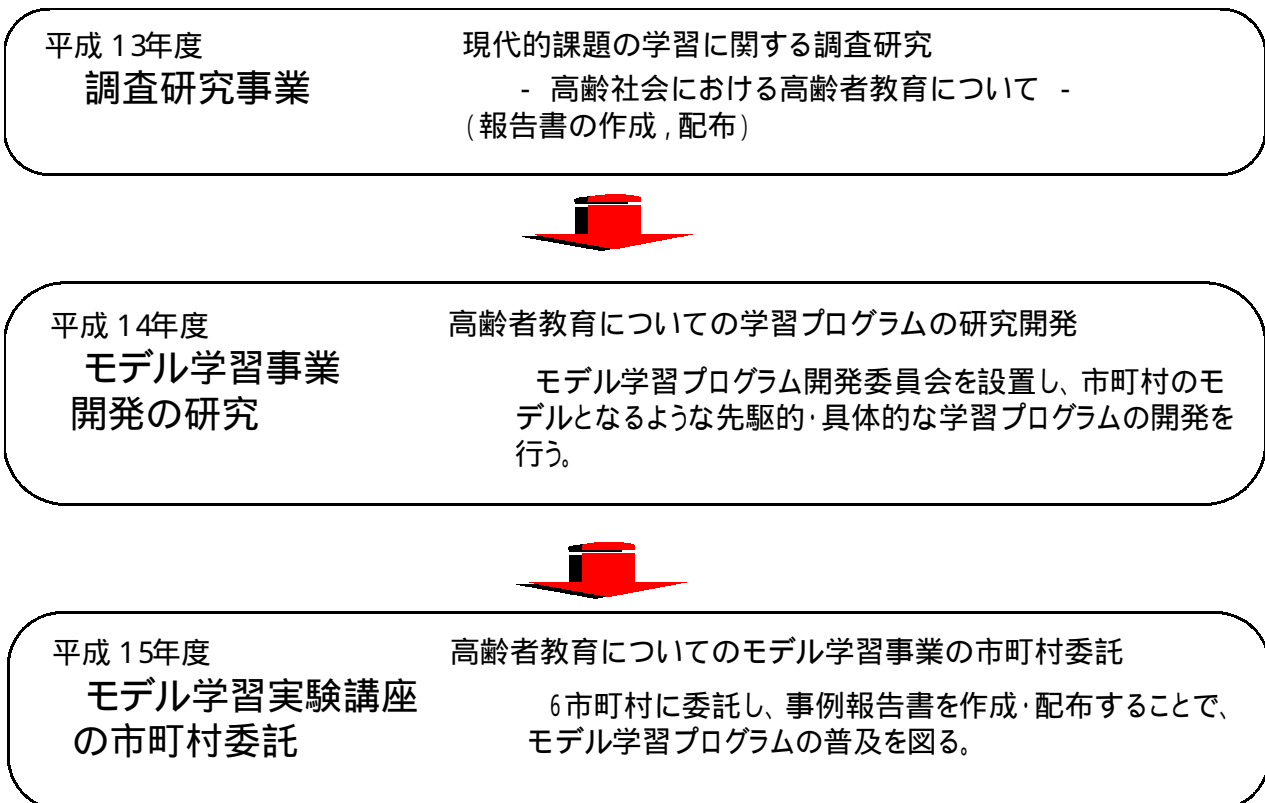 平成 13年度
調査研究事業
現代的課題の学習に関する調査研究
- 高齢社会における高齢者教育について -
(報告書の作成 , 配布)
平成 14年度
モデル学習事業
開発の研究
高齢者教育についての学習プログラムの研究開発
モデル学習プログラム開発委員会を設置し、市町村のモ
デルとなるような先駆的・具体的な学習プログラムの開発を
行う。
平成 15年度
モデル学習実験講座
の市町村委託
高齢者教育についてのモデル学習事業の市町村委託
6市町村に委託し、事例報告書を作成・配布することで、
モデル学習プログラムの普及を図る。